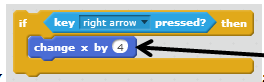 if key right arrow pressed? then
change x by 4